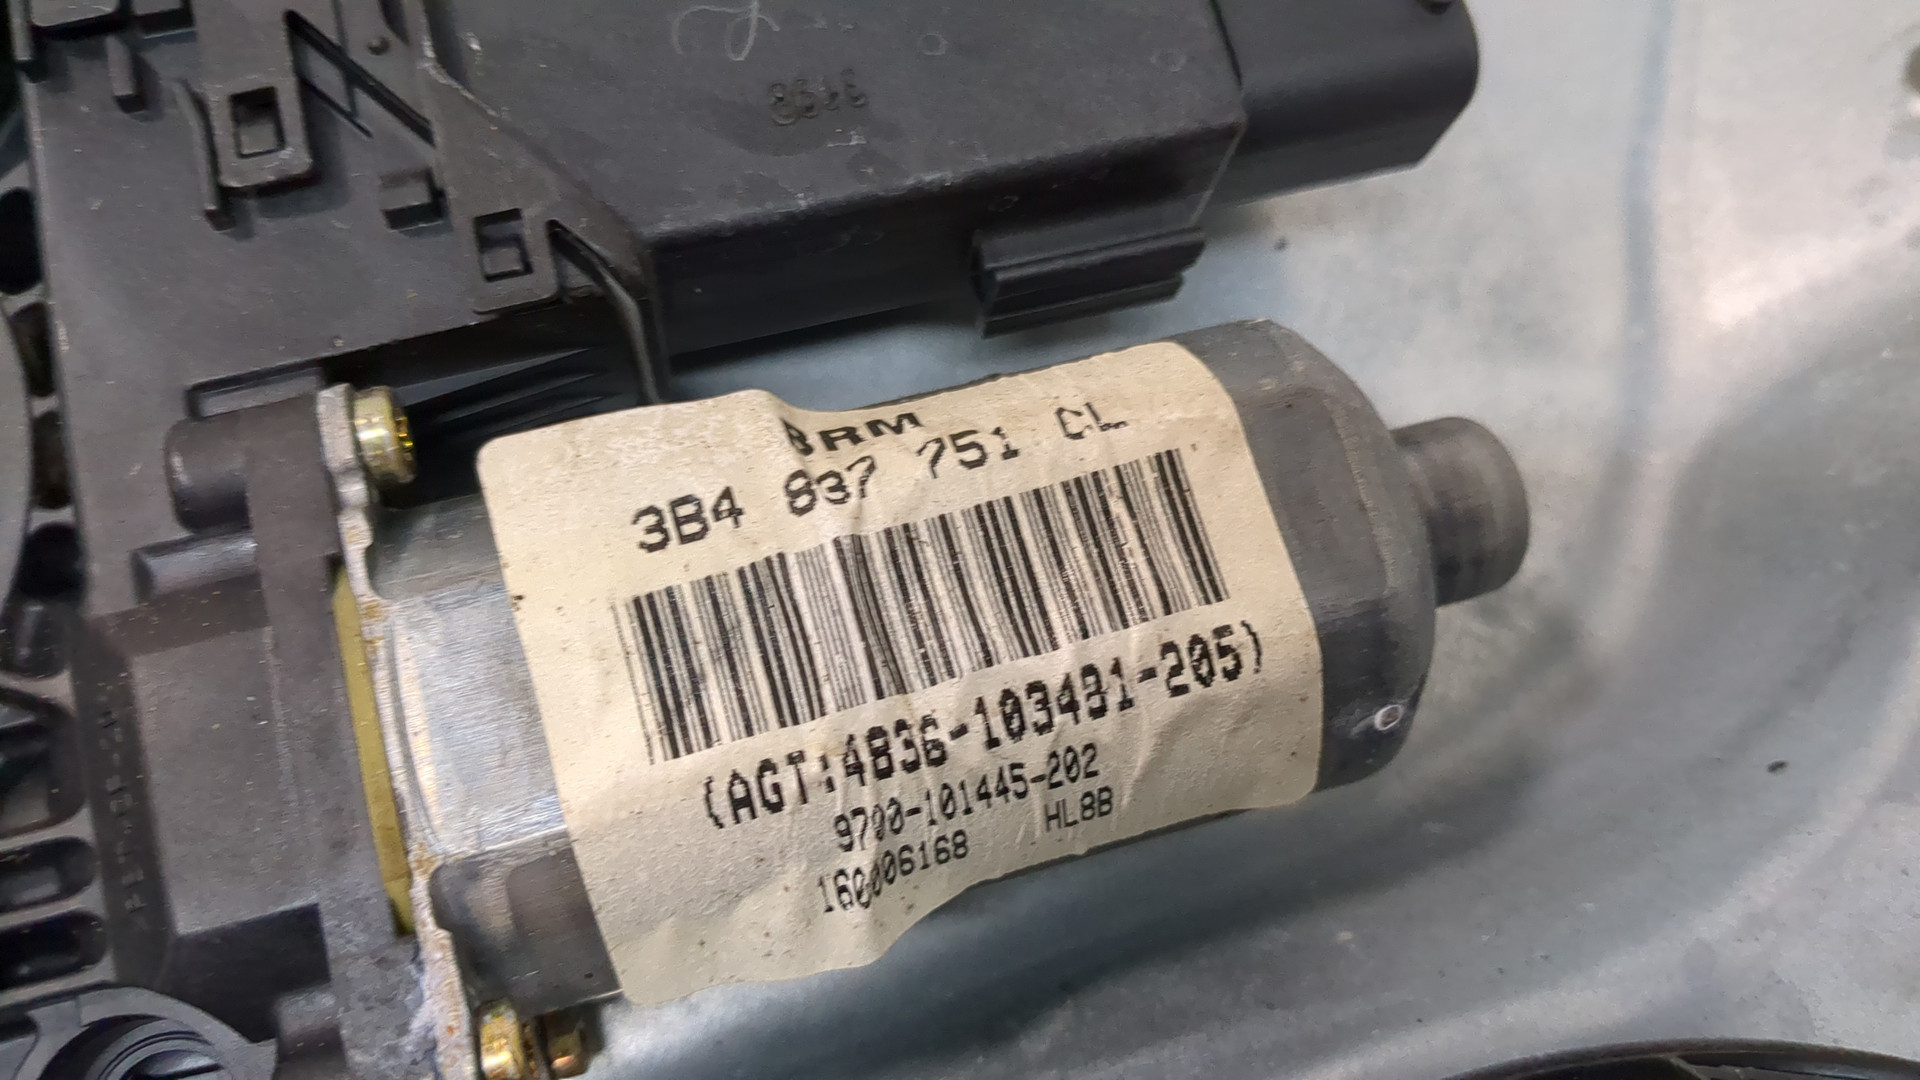 BRM
3B4 837 751 CL
(AGT:4836-103481-205)
9700-101445-202
160006168 HL8B